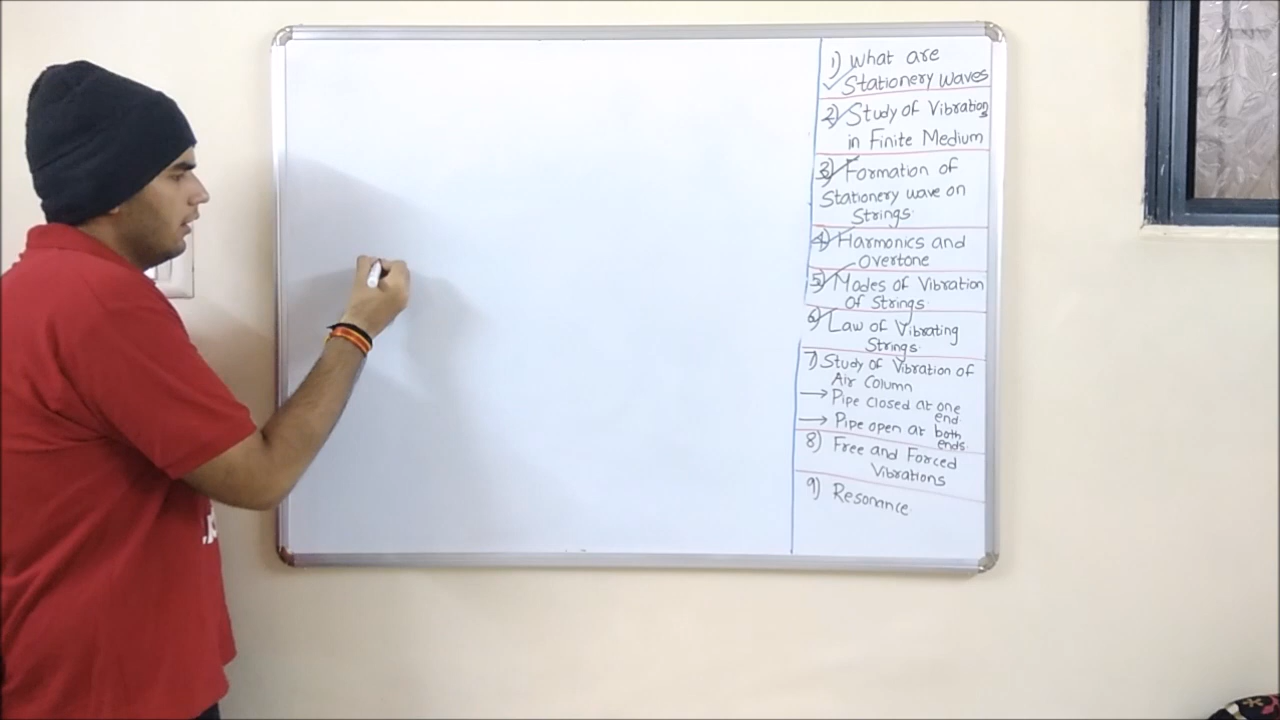 1) What are
Stationery waves
2) Study of Vibrations
in Finite Medium
3) Formation of
Stationery wave on
Strings.
4) Harmonics and
Overtone
5) Modes of Vibration
of Strings.
6) Law of Vibrating
Strings.
7) Study of Vibration of
Air Column
→ Pipe closed at one
end.
→ Pipe open at both
ends.
8) Free and Forced
Vibrations
9) Resonance.